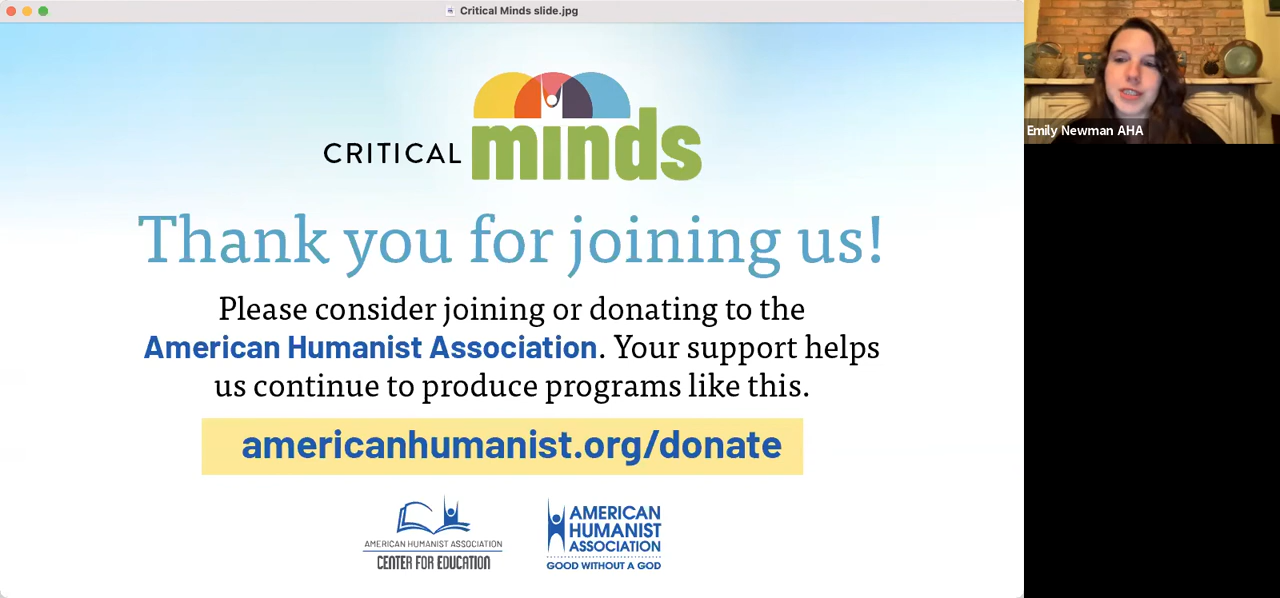 Critical Minds slide.jpg
CRITICAL minds
Thank you for joining us!
Please consider joining or donating to the
American Humanist Association. Your support helps
us continue to produce programs like this.
americanhumanist.org/donate
AMERICAN HUMANIST ASSOCIATION
CENTER FOR EDUCATION
AMERICAN
HUMANIST
ASSOCIATION
GOOD WITHOUT A GOD
Emily Newman AHA